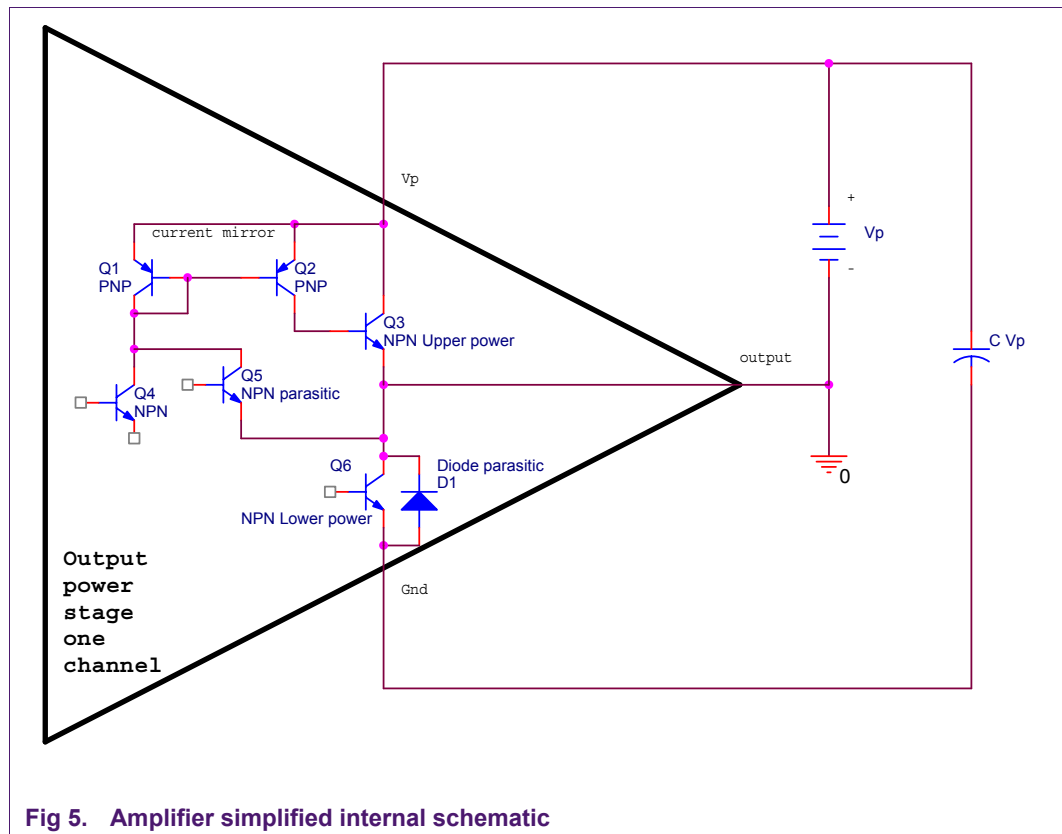 Vp
+
Vp
-
current mirror
Q1
PNP
Q2
PNP
Q3
NPN Upper power
C Vp
output
Q4
NPN
Q5
NPN parasitic
Q6
NPN Lower power
Diode parasitic
D1
0
Output
power
stage
one
channel
Gnd
Fig 5. Amplifier simplified internal schematic